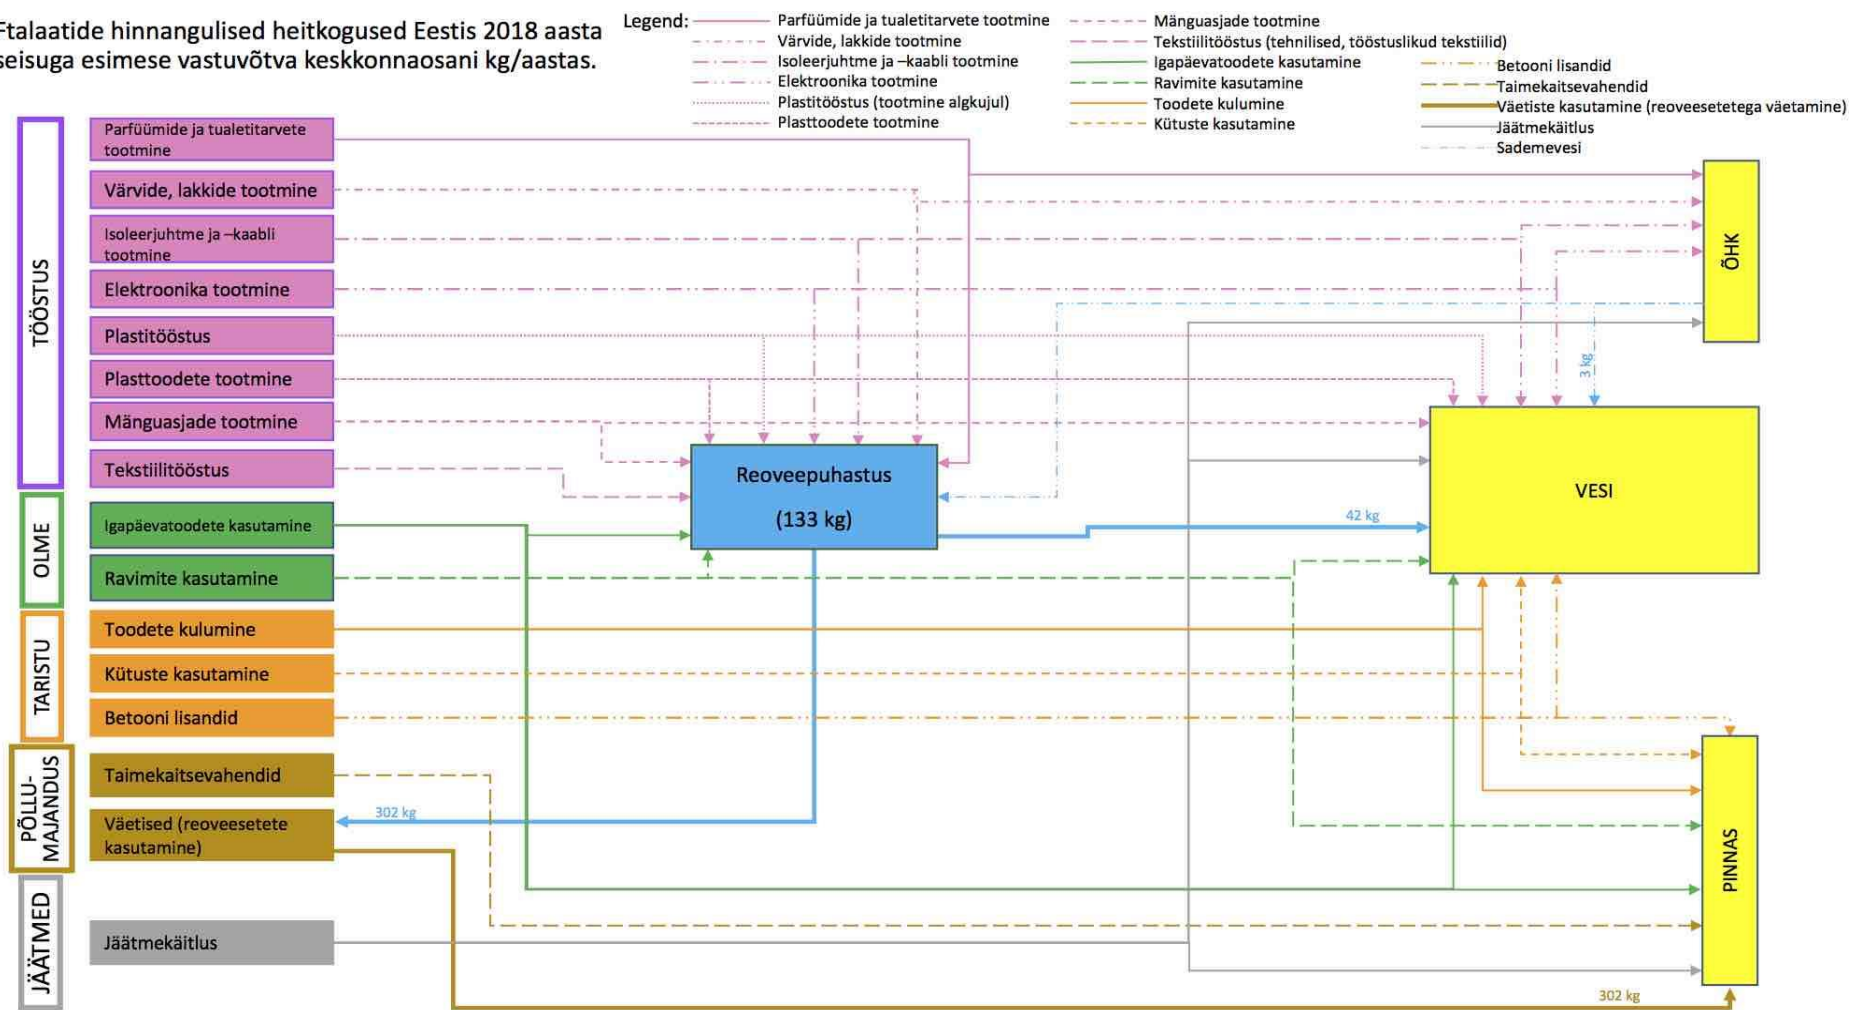 Ftalaatide hinnangulised heitkogused Eestis 2018 aasta
seisuga esimese vastuvõtva keskkonnaosani kg/aastas.
Legend:
Parfüümide ja tualetitarvete tootmine
Värvide, lakkide tootmine
Isoleerjuhtme ja –kaabli tootmine
Elektroonika tootmine
Plastitööstus (tootmine algkujul)
Plasttoodete tootmine
Mänguasjade tootmine
Tekstiilitööstus (tehnilised, tööstuslikud tekstiilid)
Igapäevatoodete kasutamine
Ravimite kasutamine
Toodete kulumine
Kütuste kasutamine
Betooni lisandid
Taimekaitsevahendid
Väetiste kasutamine (reoveesetetega väetamine)
Jäätmekäitlus
Sademevesi
TÖÖSTUS
Parfüümide ja tualetitarvete
tootmine
Värvide, lakkide tootmine
Isoleerjuhtme ja –kaabli
tootmine
Elektroonika tootmine
Plastitööstus
Plasttoodete tootmine
Mänguasjade tootmine
Tekstiilitööstus
OLME
Igapäevatoodete kasutamine
Ravimite kasutamine
TARISTU
Toodete kulumine
Kütuste kasutamine
Betooni lisandid
PÕLLU-
MAJANDUS
Taimekaitsevahendid
Väetised (reoveesetete
kasutamine)
JÄÄTMED
Jäätmekäitlus
Reoveepuhastus
(133 kg)
302 kg
42 kg
3 kg
ÕHK
VESI
PINNAS
302 kg